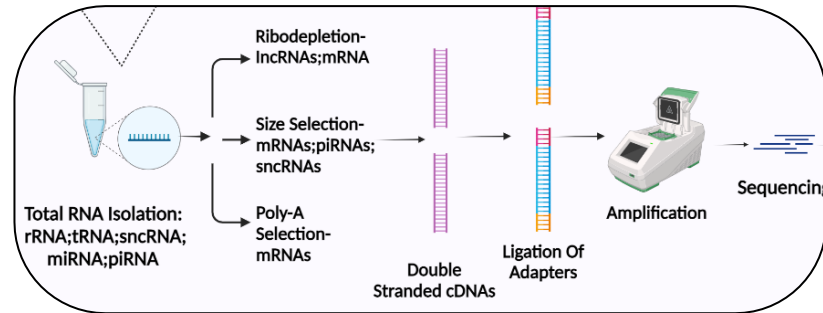 Ribodepletion-
lncRNAs;mRNA
Size Selection-
mRNAs;piRNAs;
sncRNAs
Poly-A
Selection-
mRNAs
Total RNA Isolation:
rRNA;tRNA;sncRNA;
miRNA;piRNA
Double
Stranded cDNAs
Ligation Of
Adapters
Amplification
Sequencing